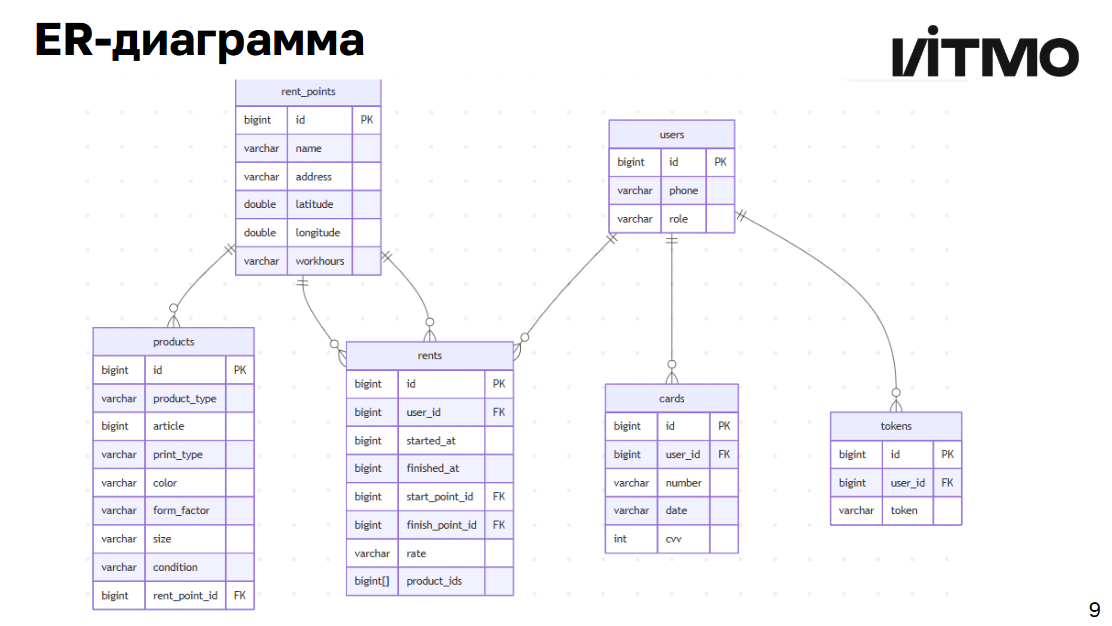 ER-диаграмма
ITMO
rent_points
bigint id PK
varchar name
varchar address
double latitude
double longitude
varchar workhours
users
bigint id PK
varchar phone
varchar role
products
bigint id PK
varchar product_type
bigint article
varchar print_type
varchar color
varchar form_factor
varchar size
varchar condition
bigint rent_point_id FK
rents
bigint id PK
bigint user_id FK
bigint started_at
bigint finished_at
bigint start_point_id FK
bigint finish_point_id FK
varchar rate
bigint[] product_ids
cards
bigint id PK
bigint user_id FK
varchar number
varchar date
int cvv
tokens
bigint id PK
bigint user_id FK
varchar token
9